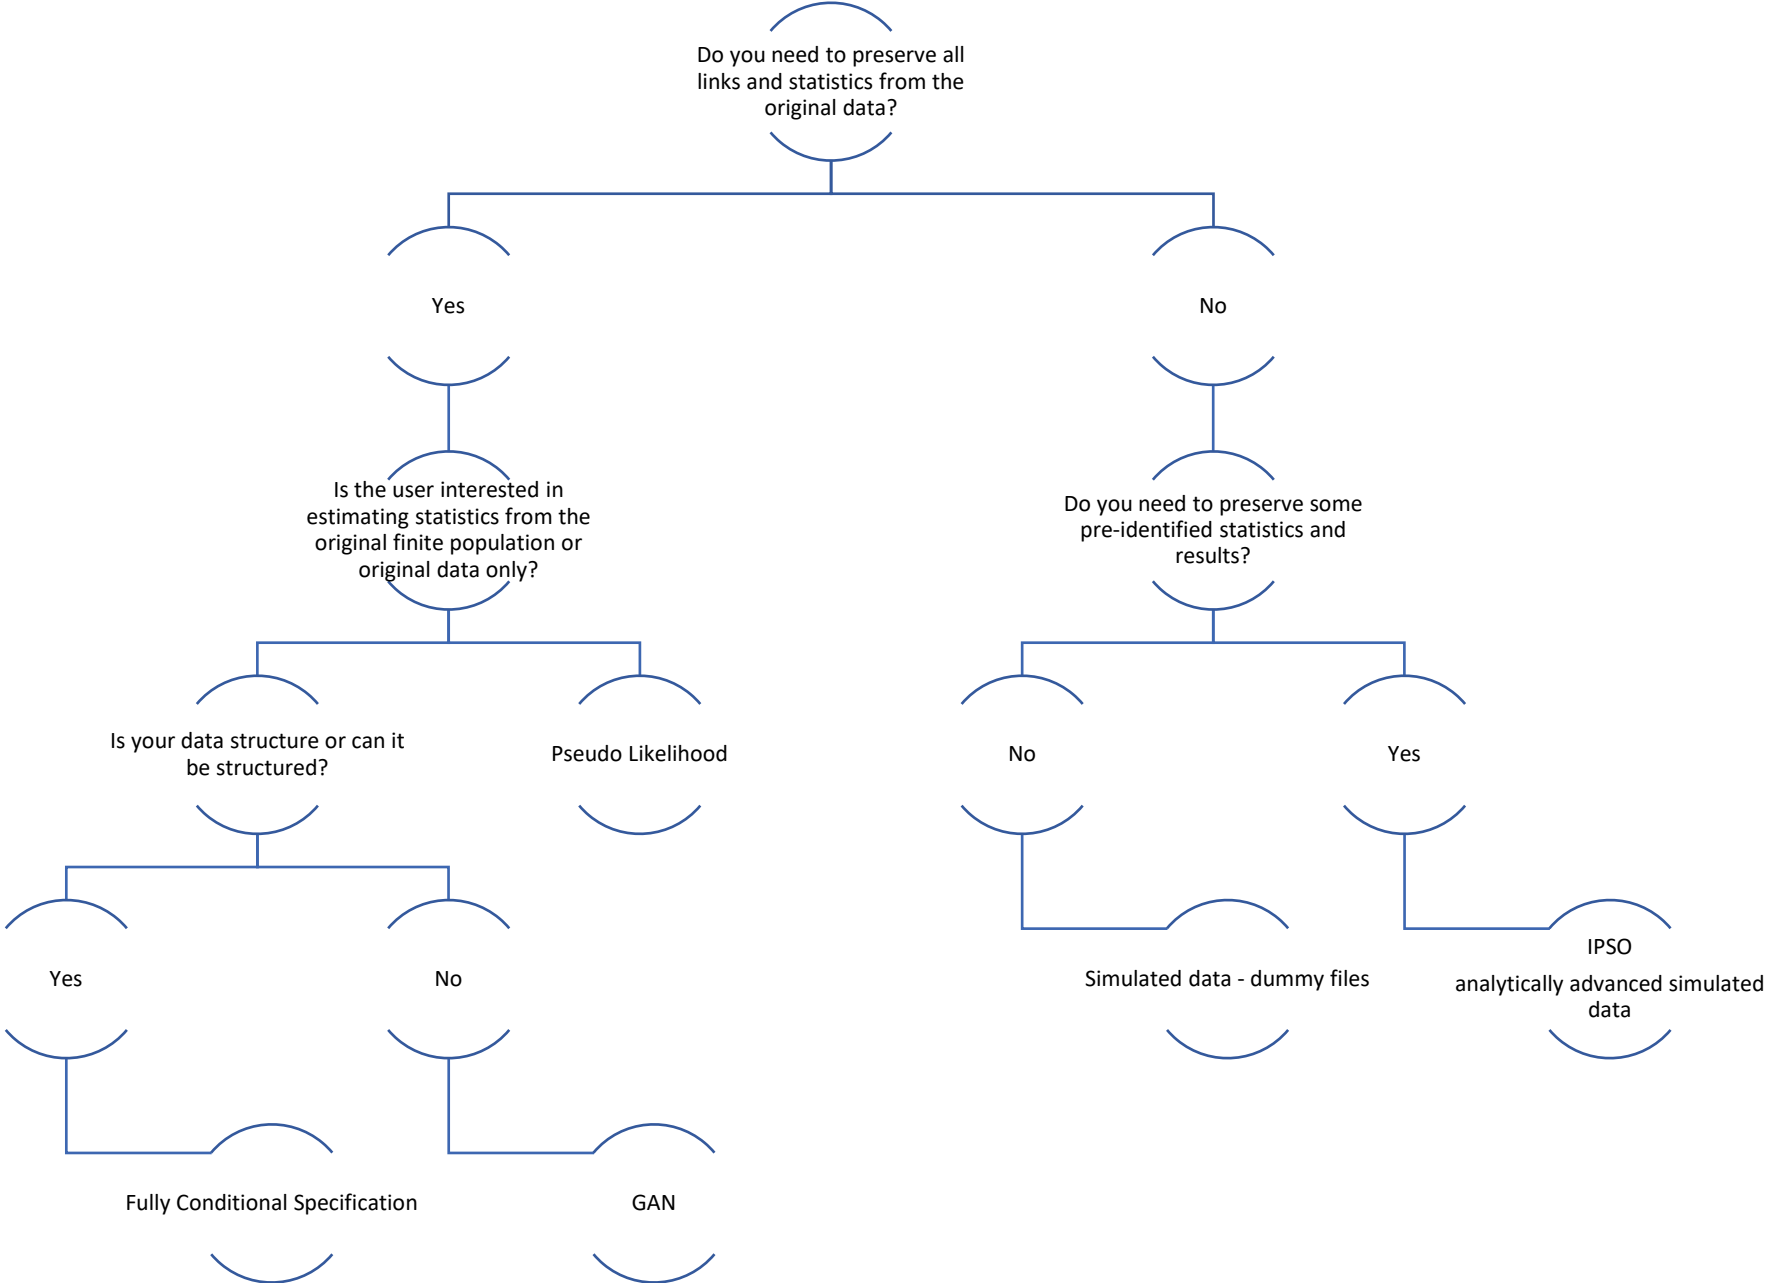 Do you need to preserve all
links and statistics from the
original data?
Yes
No
Is the user interested in
estimating statistics from the
original finite population or
original data only?
Do you need to preserve some
pre-identified statistics and
results?
Is your data structure or can it
be structured?
Pseudo Likelihood
No
Yes
Yes
No
Simulated data - dummy files
IPSO
analytically advanced simulated
data
Fully Conditional Specification
GAN